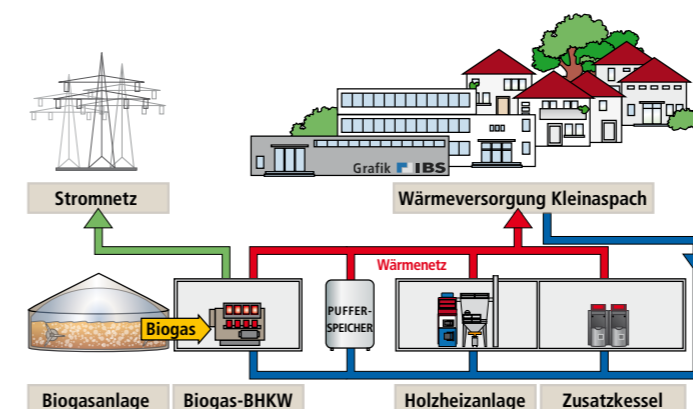 Grafik IBS
Stromnetz
Wärmeversorgung Kleinaspach
Wärmenetz
PUFFER-
SPEICHER
Biogas
Biogasanlage
Biogas-BHKW
Holzheizanlage
Zusatzkessel